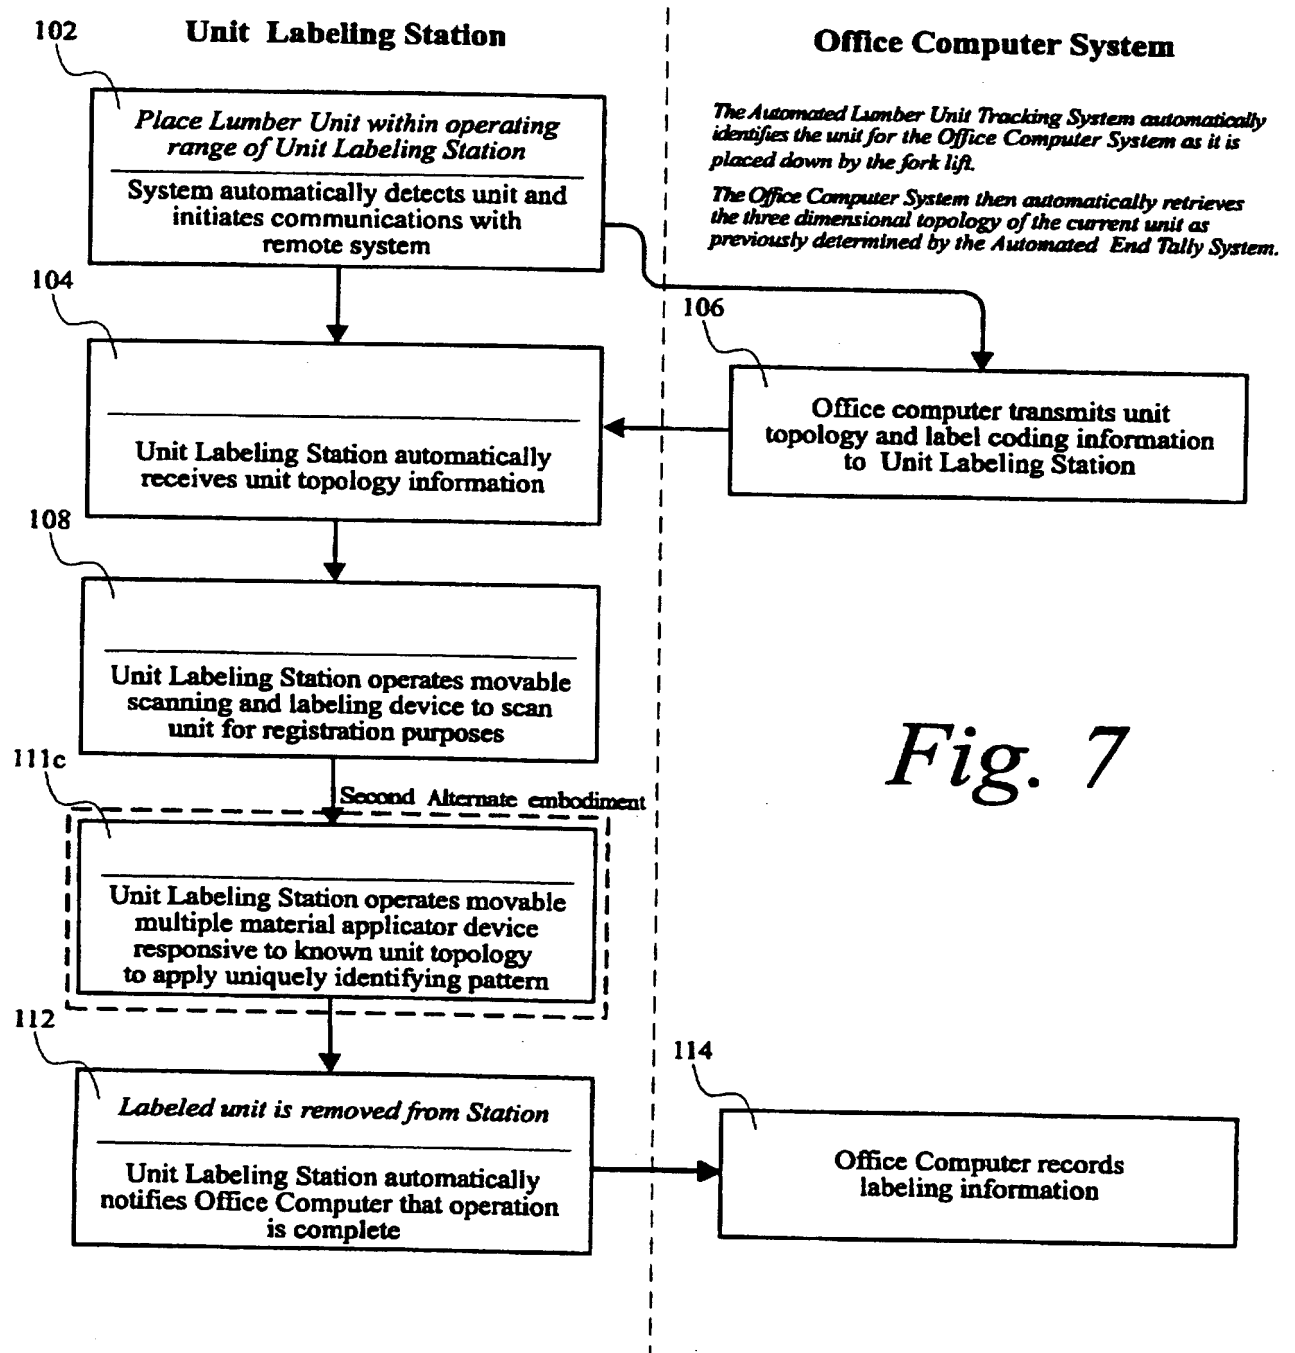 Unit Labeling Station
Office Computer System
102
Place Lumber Unit within operating
range of Unit Labeling Station
System automatically detects unit and
initiates communications with
remote system
The Automated Lumber Unit Tracking System automatically
identifies the unit for the Office Computer System as it is
placed down by the fork lift.
The Office Computer System then automatically retrieves
the three dimensional topology of the current unit as
previously determined by the Automated End Tally System.
104
Unit Labeling Station automatically
receives unit topology information
106
Office computer transmits unit
topology and label coding information
to Unit Labeling Station
108
Unit Labeling Station operates movable
scanning and labeling device to scan
unit for registration purposes
Fig. 7
111c
Second Alternate embodiment
Unit Labeling Station operates movable
multiple material applicator device
responsive to known unit topology
to apply uniquely identifying pattern
112
Labeled unit is removed from Station
Unit Labeling Station automatically
notifies Office Computer that operation
is complete
114
Office Computer records
labeling information